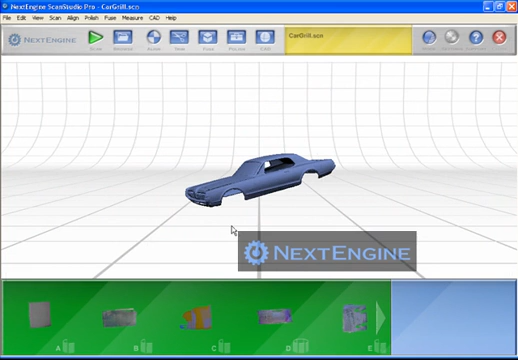 NextEngine ScanStudio Pro - CarGrill.scn
File Edit View Scan Align Polish Fuse Measure CAD Help
NEXTENGINE
CarGrill.scn
Scan
Align
Trim
Fuse
Polish
CAD
NEXTENGINE
A
B
C
D
E